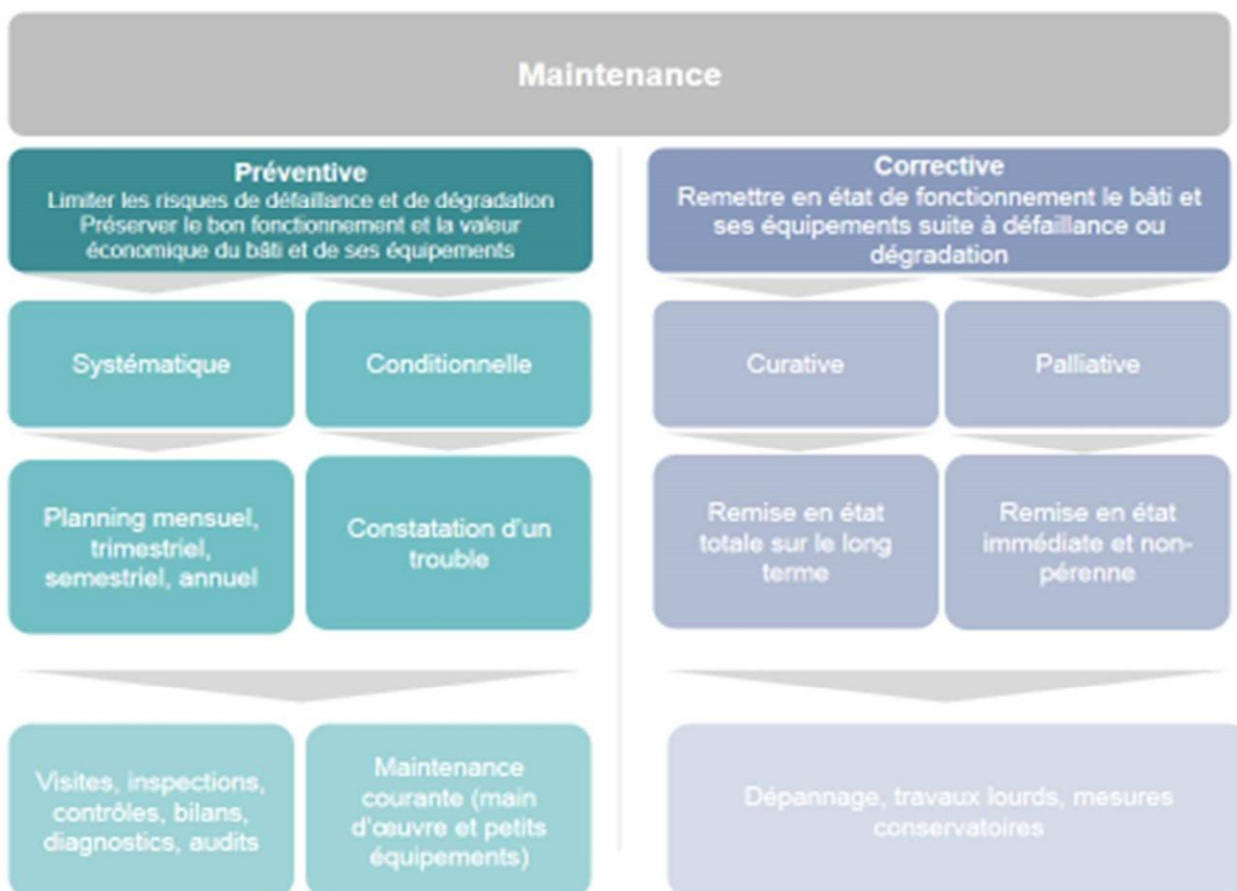 Maintenance
Préventive
Limiter les risques de défaillance et de dégradation
Préserver le bon fonctionnement et la valeur
économique du bâti et de ses équipements
Corrective
Remettre en état de fonctionnement le bâti et
ses équipements suite à défaillance ou
dégradation
Systématique
Conditionnelle
Curative
Palliative
Planning mensuel,
trimestriel,
semestriel, annuel
Constatation d'un
trouble
Remise en état
totale sur le long
terme
Remise en état
immédiate et non-
pérenne
Visites, inspections,
contrôles, bilans,
diagnostics, audits
Maintenance
courante (main
d'œuvre et petits
équipements)
Dépannage, travaux lourds, mesures
conservatoires